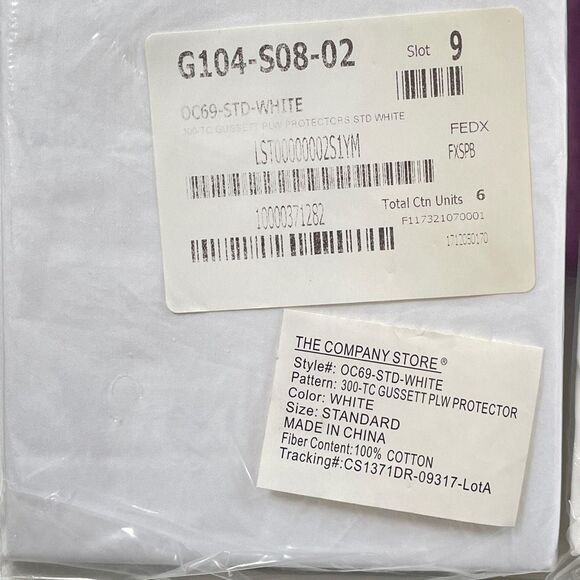 G104-S08-02
Slot 9
OC69-STD-WHITE
300-TC GUSSETT PLW PROTECTORS STD WHITE
FEDX
LST00000002S1YM
FXSPB
Total Ctn Units 6
10000371282
F117321070001
1712050170
THE COMPANY STORE®
Style#: OC69-STD-WHITE
Pattern: 300-TC GUSSETT PLW PROTECTOR
Color: WHITE
Size: STANDARD
MADE IN CHINA
Fiber Content:100% COTTON
Tracking#:CS1371DR-09317-LotA